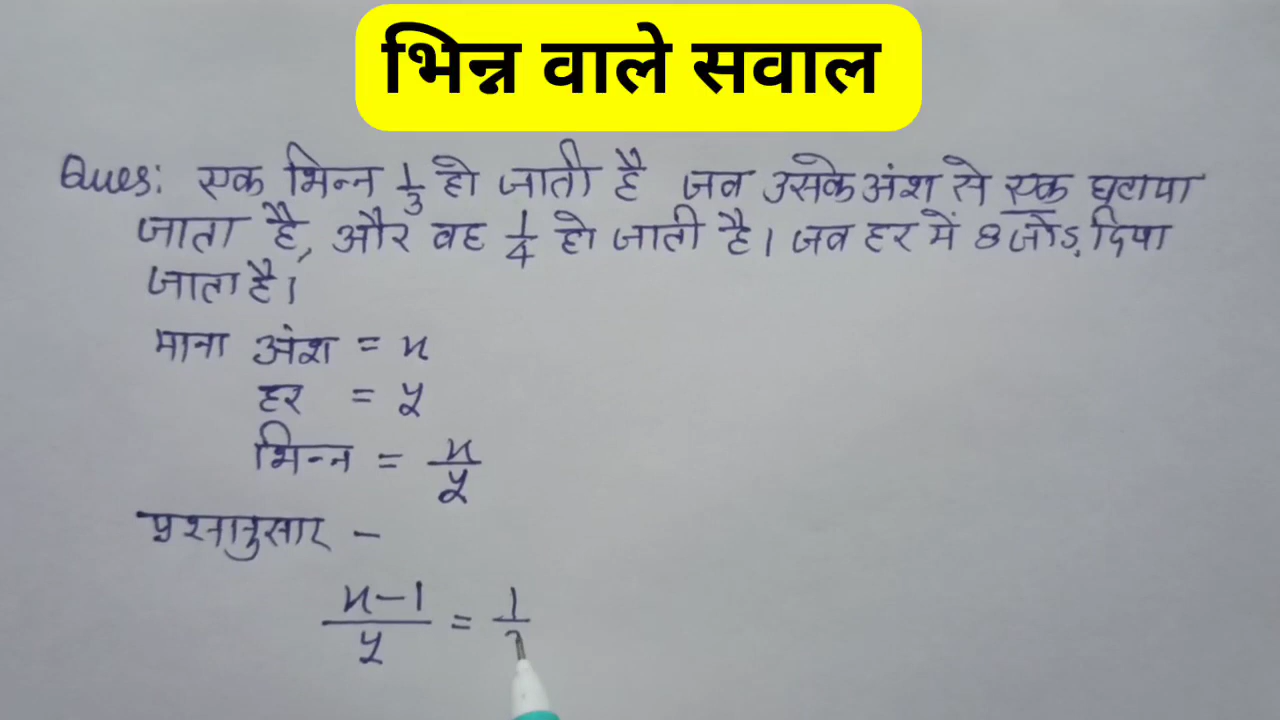 भिन्न वाले सवाल
Ques: एक भिन्न 1/3 हो जाती है जब उसके अंश से एक घटाया
जाता है, और वह 1/4 हो जाती है। जब हर में 8 जोड़ दिया
जाता है।
माना अंश = x
हर = y
भिन्न = x/y
प्रश्नानुसार -
x-1/y = 1/3